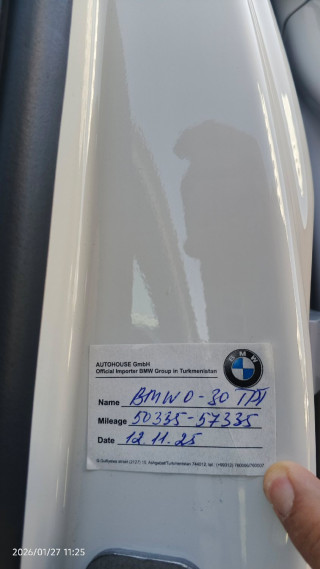 AUTOHOUSE GmbH
Official Importer BMW Group in Turkmenistan
BMW
Name BMW 0-30
Mileage 50335-57335
Date 12.11.25
2026/01/27 11:25